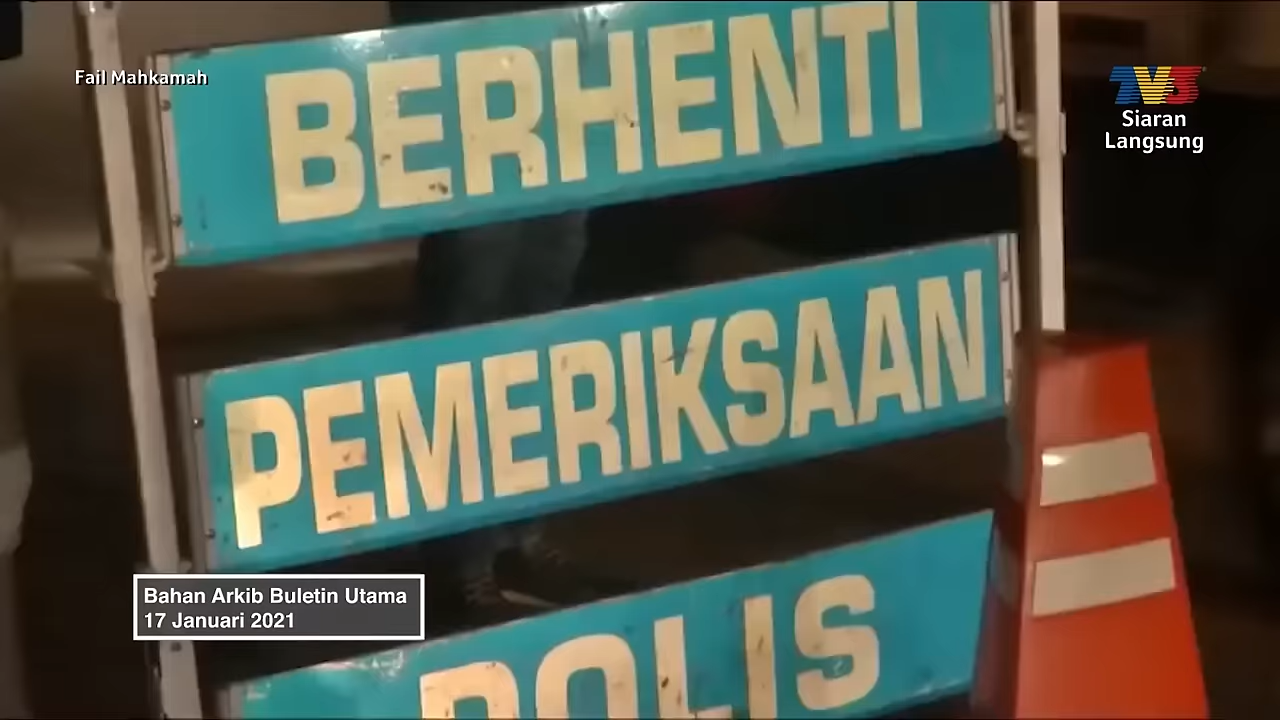 BERHENTI
Fail Mahkamah
TV3
Siaran
Langsung
PEMERIKSAAN
Bahan Arkib Buletin Utama
17 Januari 2021
POLIS